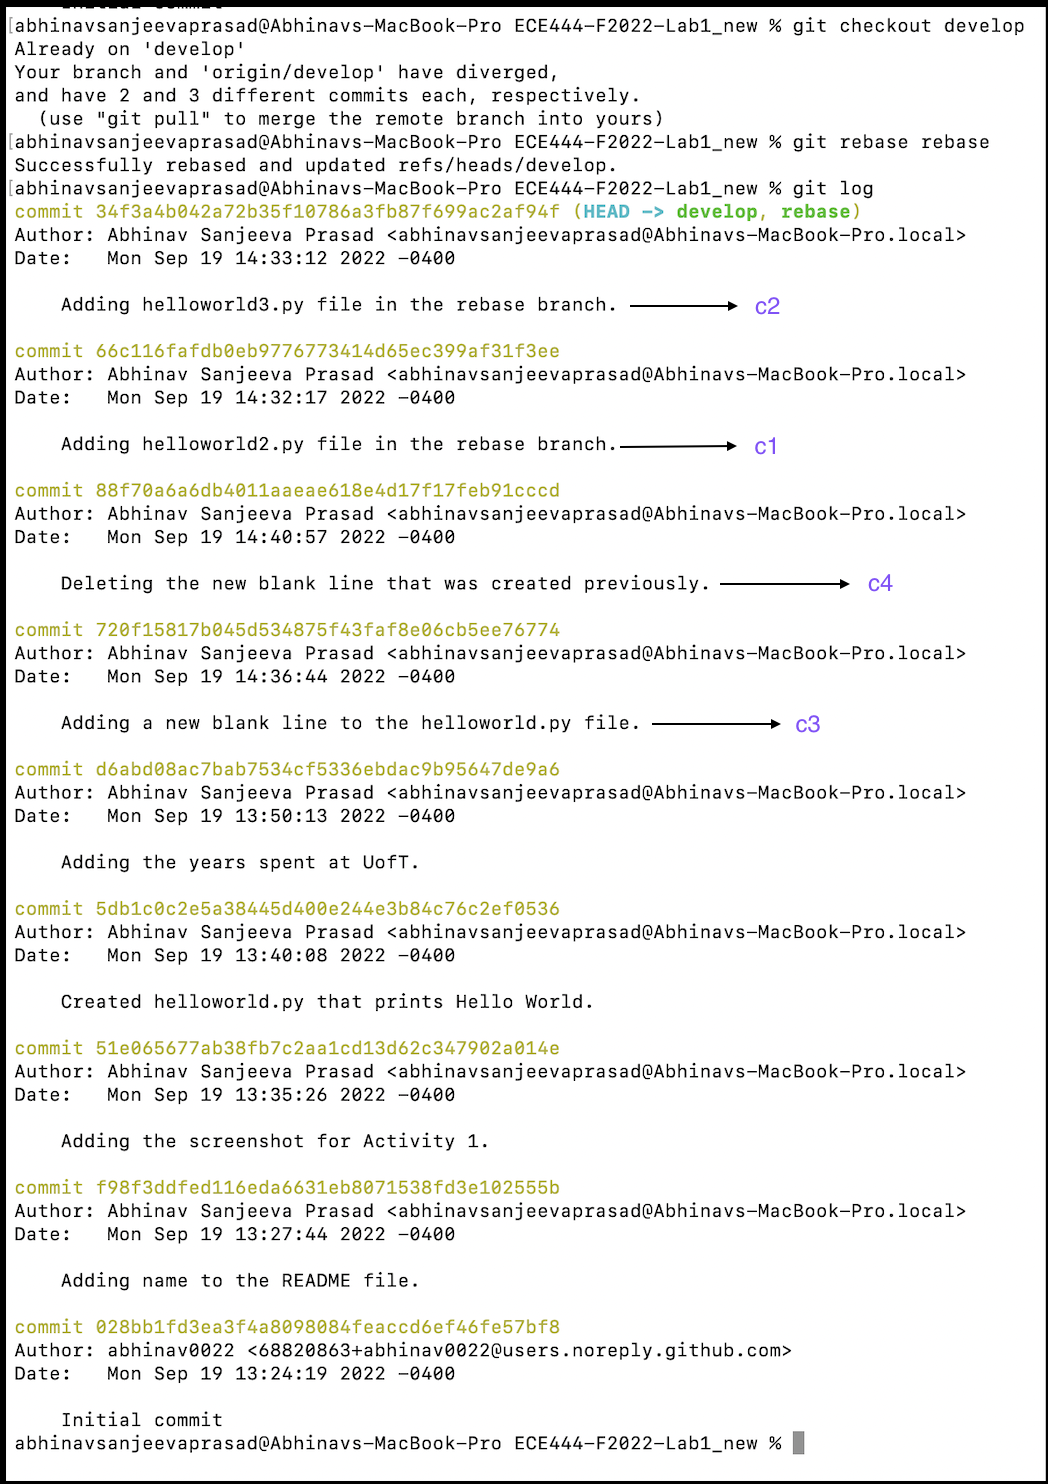 Initial commit
[abhinavsanjeevaprasad@Abhinavs-MacBook-Pro ECE444-F2022-Lab1_new % git checkout develop
Already on 'develop'
Your branch and 'origin/develop' have diverged,
and have 2 and 3 different commits each, respectively.
  (use "git pull" to merge the remote branch into yours)
[abhinavsanjeevaprasad@Abhinavs-MacBook-Pro ECE444-F2022-Lab1_new % git rebase rebase
Successfully rebased and updated refs/heads/develop.
[abhinavsanjeevaprasad@Abhinavs-MacBook-Pro ECE444-F2022-Lab1_new % git log
commit 34f3a4b042a72b35f10786a3fb87f699ac2af94f (HEAD -> develop, rebase)
Author: Abhinav Sanjeeva Prasad <abhinavsanjeevaprasad@Abhinavs-MacBook-Pro.local>
Date:   Mon Sep 19 14:33:12 2022 -0400
    Adding helloworld3.py file in the rebase branch. c2
commit 66c116fafdb0eb9776773414d65ec399af31f3ee
Author: Abhinav Sanjeeva Prasad <abhinavsanjeevaprasad@Abhinavs-MacBook-Pro.local>
Date:   Mon Sep 19 14:32:17 2022 -0400
    Adding helloworld2.py file in the rebase branch. c1
commit 88f70a6a6db4011aaeae618e4d17f17feb91cccd
Author: Abhinav Sanjeeva Prasad <abhinavsanjeevaprasad@Abhinavs-MacBook-Pro.local>
Date:   Mon Sep 19 14:40:57 2022 -0400
    Deleting the new blank line that was created previously. c4
commit 720f15817b045d534875f43faf8e06cb5ee76774
Author: Abhinav Sanjeeva Prasad <abhinavsanjeevaprasad@Abhinavs-MacBook-Pro.local>
Date:   Mon Sep 19 14:36:44 2022 -0400
    Adding a new blank line to the helloworld.py file. c3
commit d6abd08ac7bab7534cf5336ebdac9b95647de9a6
Author: Abhinav Sanjeeva Prasad <abhinavsanjeevaprasad@Abhinavs-MacBook-Pro.local>
Date:   Mon Sep 19 13:50:13 2022 -0400
    Adding the years spent at UofT.
commit 5db1c0c2e5a38445d400e244e3b84c76c2ef0536
Author: Abhinav Sanjeeva Prasad <abhinavsanjeevaprasad@Abhinavs-MacBook-Pro.local>
Date:   Mon Sep 19 13:40:08 2022 -0400
    Created helloworld.py that prints Hello World.
commit 51e065677ab38fb7c2aa1cd13d62c347902a014e
Author: Abhinav Sanjeeva Prasad <abhinavsanjeevaprasad@Abhinavs-MacBook-Pro.local>
Date:   Mon Sep 19 13:35:26 2022 -0400
    Adding the screenshot for Activity 1.
commit f98f3ddfed116eda6631eb8071538fd3e102555b
Author: Abhinav Sanjeeva Prasad <abhinavsanjeevaprasad@Abhinavs-MacBook-Pro.local>
Date:   Mon Sep 19 13:27:44 2022 -0400
    Adding name to the README file.
commit 028bb1fd3ea3f4a8098084feaccd6ef46fe57bf8
Author: abhinav0022 <68820863+abhinav0022@users.noreply.github.com>
Date:   Mon Sep 19 13:24:19 2022 -0400
    Initial commit
abhinavsanjeevaprasad@Abhinavs-MacBook-Pro ECE444-F2022-Lab1_new %